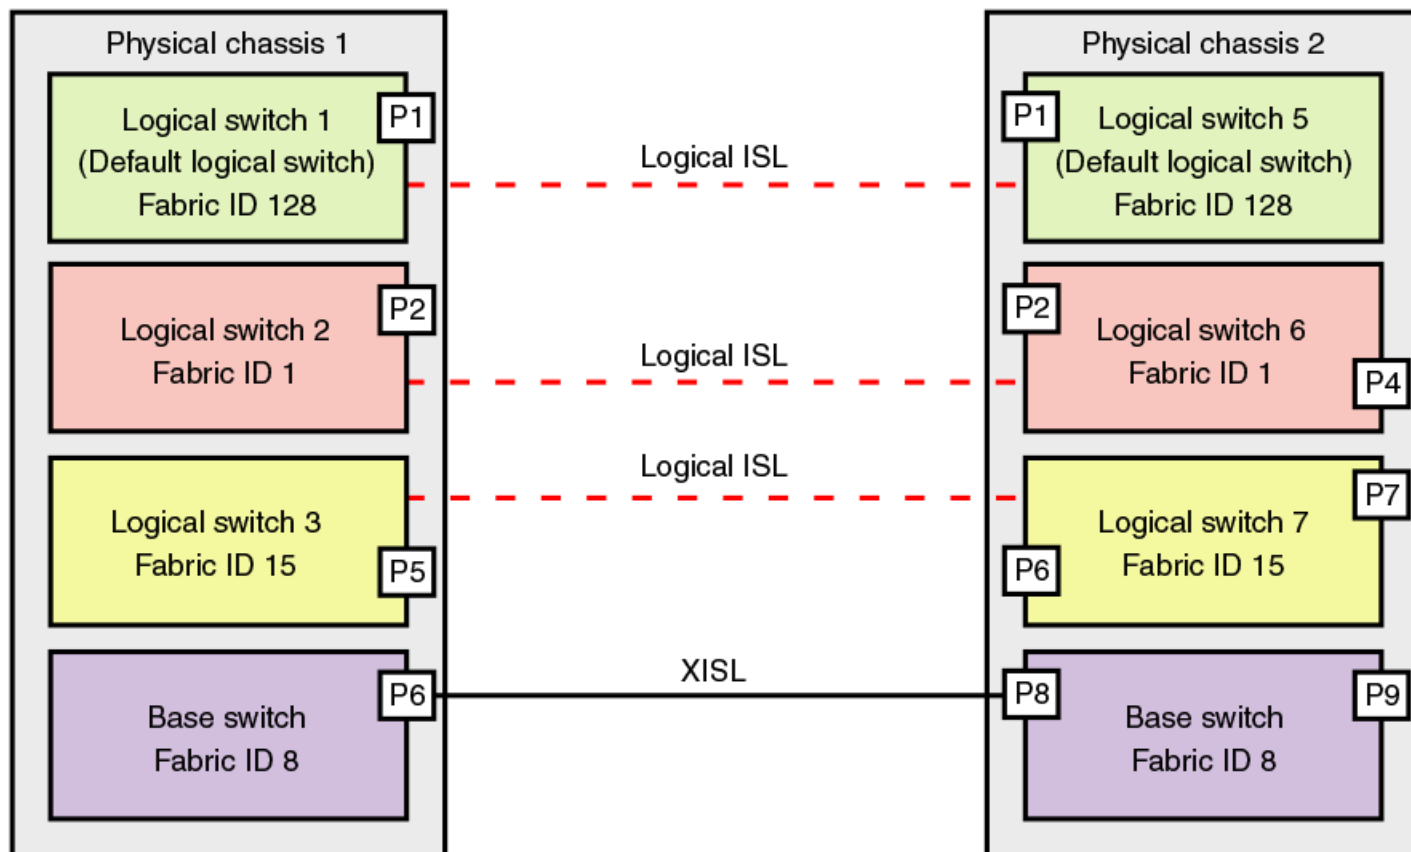 Physical chassis 1
Logical switch 1
(Default logical switch)
Fabric ID 128
P1
Logical switch 2
Fabric ID 1
P2
Logical switch 3
Fabric ID 15
P5
Base switch
Fabric ID 8
P6
Logical ISL
Logical ISL
Logical ISL
XISL
Physical chassis 2
P1
Logical switch 5
(Default logical switch)
Fabric ID 128
P2
Logical switch 6
Fabric ID 1
P4
P7
Logical switch 7
Fabric ID 15
P6
P8
Base switch
Fabric ID 8
P9